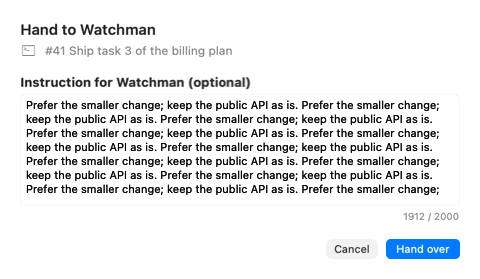 Hand to Watchman
#41 Ship task 3 of the billing plan
Instruction for Watchman (optional)
Prefer the smaller change; keep the public API as is. Prefer the smaller change;
keep the public API as is. Prefer the smaller change; keep the public API as is.
Prefer the smaller change; keep the public API as is. Prefer the smaller change;
keep the public API as is. Prefer the smaller change; keep the public API as is.
Prefer the smaller change; keep the public API as is. Prefer the smaller change;
keep the public API as is. Prefer the smaller change; keep the public API as is.
Prefer the smaller change; keep the public API as is. Prefer the smaller change;
1912 / 2000
Cancel Hand over